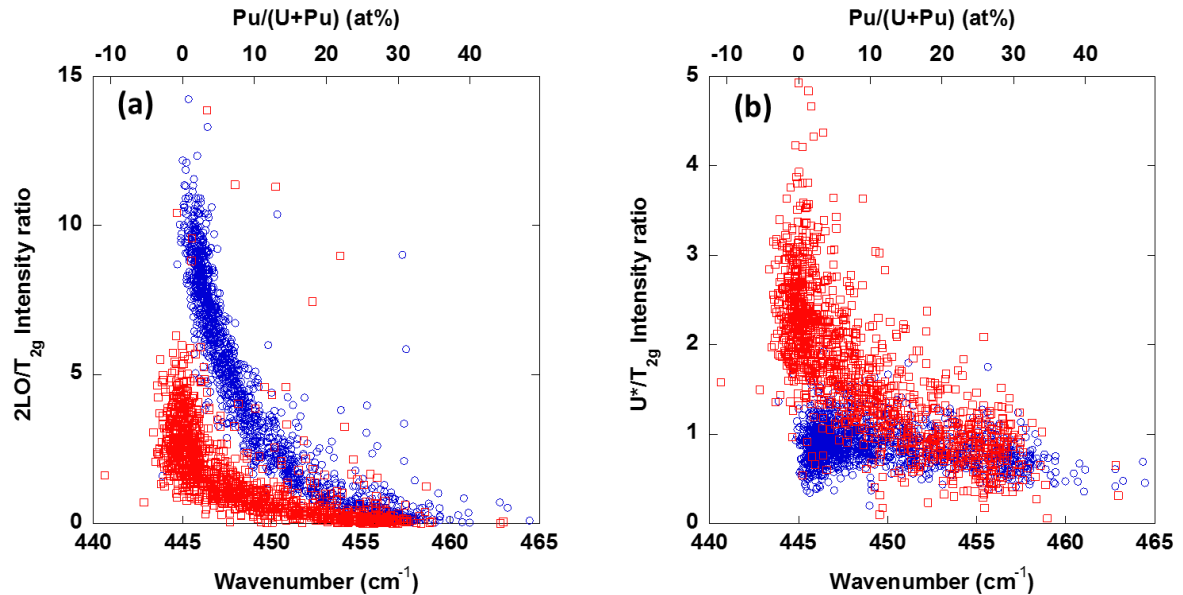 Pu/(U+Pu) (at%)
-10 0 10 20 30 40
(a)
15
10
5
0
2LO/T2g Intensity ratio
440 445 450 455 460 465
Wavenumber (cm-1)
Pu/(U+Pu) (at%)
-10 0 10 20 30 40
(b)
5
4
3
2
1
0
U*/T2g Intensity ratio
440 445 450 455 460 465
Wavenumber (cm-1)